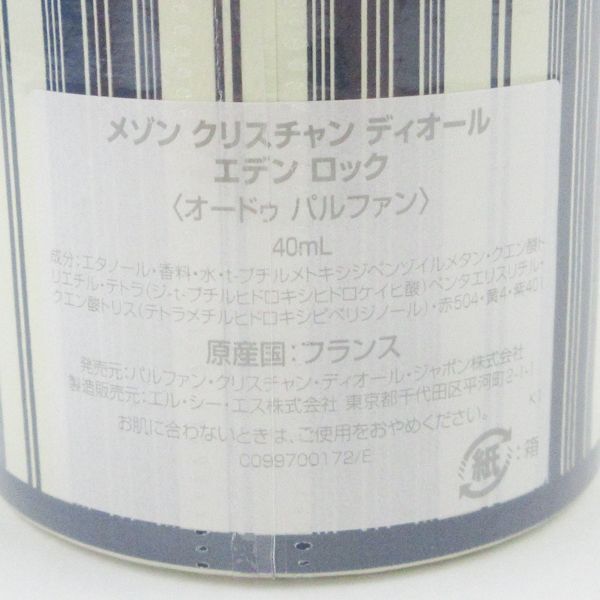 メゾン クリスチャン ディオール
エデン ロック
〈オードゥ パルファン〉
40mL
成分:エタノール・香料・水・t-ブチルメトキシジベンゾイルメタン・クエン酸ト
リエチル・テトラ(ジ-t-ブチルヒドロキシヒドロケイヒ酸)ペンタエリスリチル・
クエン酸トリス(テトラメチルヒドロキシピペリジノール)・赤504・黄4・紫401
原産国:フランス
発売元:パルファン・クリスチャン・ディオール・ジャポン株式会社
製造販売元:エル・シー・エス株式会社 東京都千代田区平河町2-1-1
お肌に合わないときは、ご使用をおやめください。
K1
C099700172/E
紙:箱